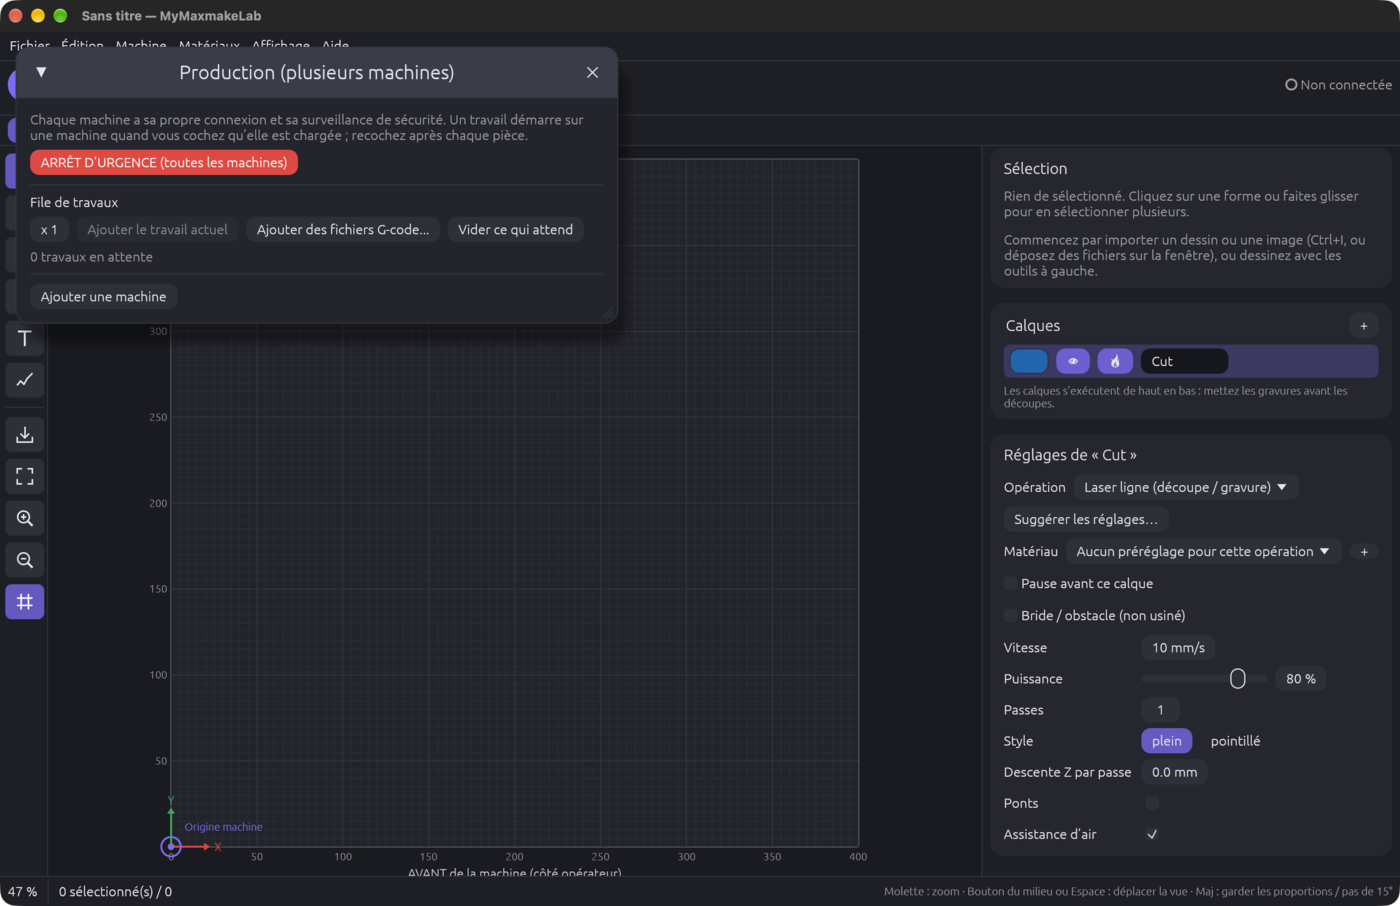 Sans titre — MyMaxmakeLab
Fichier Édition Machine Matériaux Affichage Aide
Production (plusieurs machines)
Non connectée
Chaque machine a sa propre connexion et sa surveillance de sécurité. Un travail démarre sur
une machine quand vous cochez qu’elle est chargée ; recochez après chaque pièce.
ARRÊT D’URGENCE (toutes les machines)
File de travaux
x 1 Ajouter le travail actuel Ajouter des fichiers G-code... Vider ce qui attend
0 travaux en attente
Ajouter une machine
T
300
250
200
150
100
50
Y
Origine machine
X
0 50 100 150 200 250 300 350 400
AVANT de la machine (côté opérateur)
Sélection
Rien de sélectionné. Cliquez sur une forme ou faites glisser
pour en sélectionner plusieurs.
Commencez par importer un dessin ou une image (Ctrl+I, ou
déposez des fichiers sur la fenêtre), ou dessinez avec les
outils à gauche.
Calques +
Cut
Les calques s’exécutent de haut en bas : mettez les gravures avant les
découpes.
Réglages de « Cut »
Opération Laser ligne (découpe / gravure)
Suggérer les réglages…
Matériau Aucun préréglage pour cette opération +
Pause avant ce calque
Bride / obstacle (non usiné)
Vitesse 10 mm/s
Puissance 80 %
Passes 1
Style plein pointillé
Descente Z par passe 0.0 mm
Ponts
Assistance d’air
47 % 0 sélectionné(s) / 0
Molette : zoom · Bouton du milieu ou Espace : déplacer la vue · Maj : garder les proportions / pas de 15°